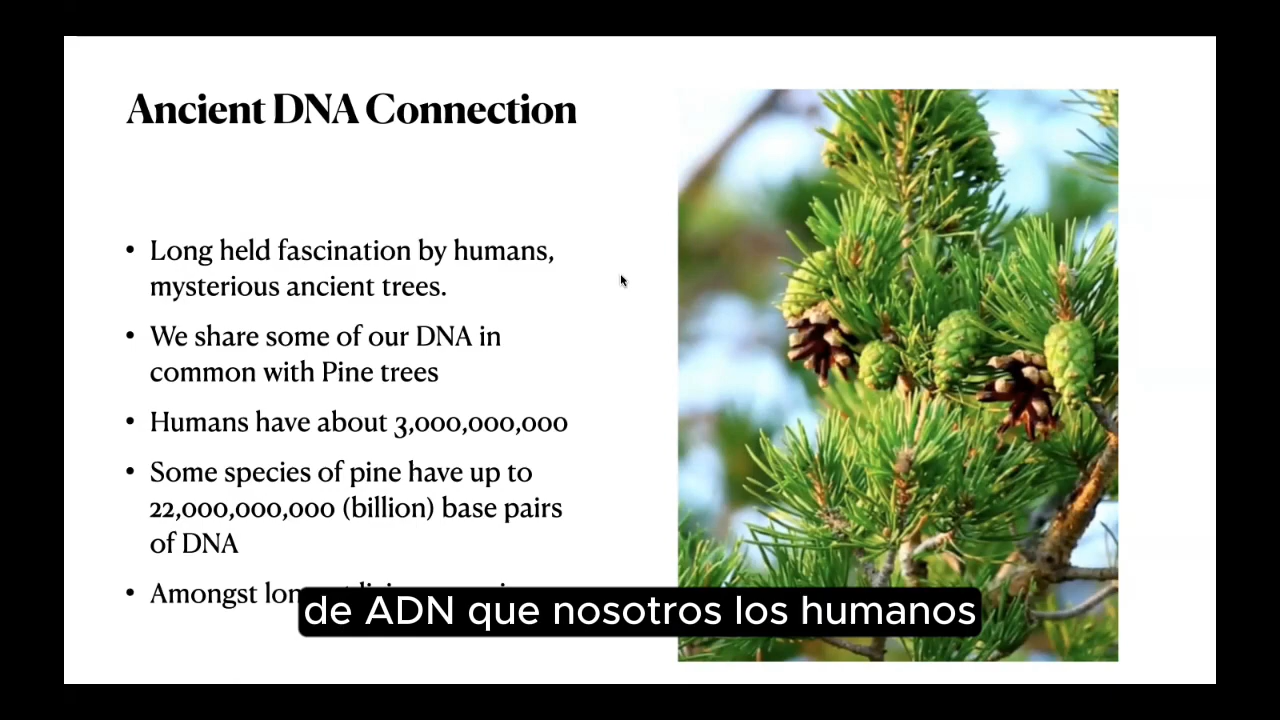 Ancient DNA Connection
• Long held fascination by humans,
mysterious ancient trees.
• We share some of our DNA in
common with Pine trees
• Humans have about 3,000,000,000
• Some species of pine have up to
22,000,000,000 (billion) base pairs
of DNA
• Amongst
de ADN que nosotros los humanos